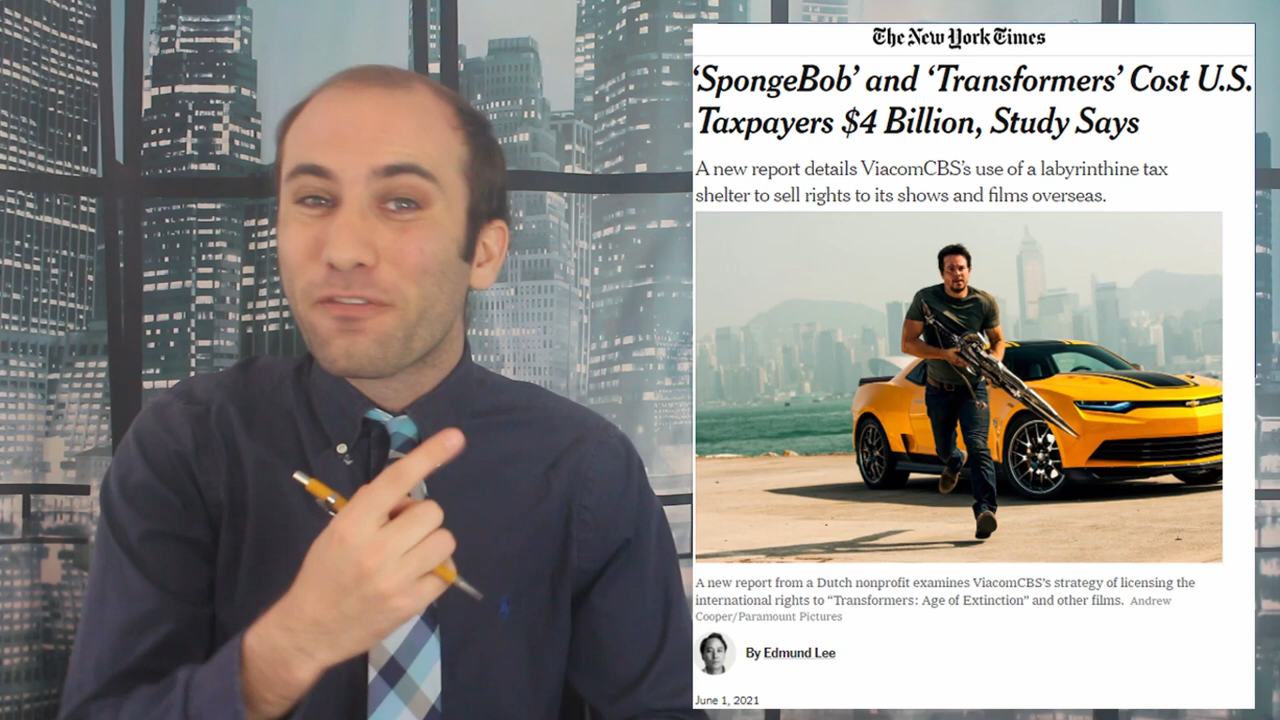 The New York Times
‘SpongeBob’ and ‘Transformers’ Cost U.S.
Taxpayers $4 Billion, Study Says
A new report details ViacomCBS’s use of a labyrinthine tax
shelter to sell rights to its shows and films overseas.
A new report from a Dutch nonprofit examines ViacomCBS’s strategy of licensing the
international rights to “Transformers: Age of Extinction” and other films. Andrew
Cooper/Paramount Pictures
By Edmund Lee
June 1, 2021